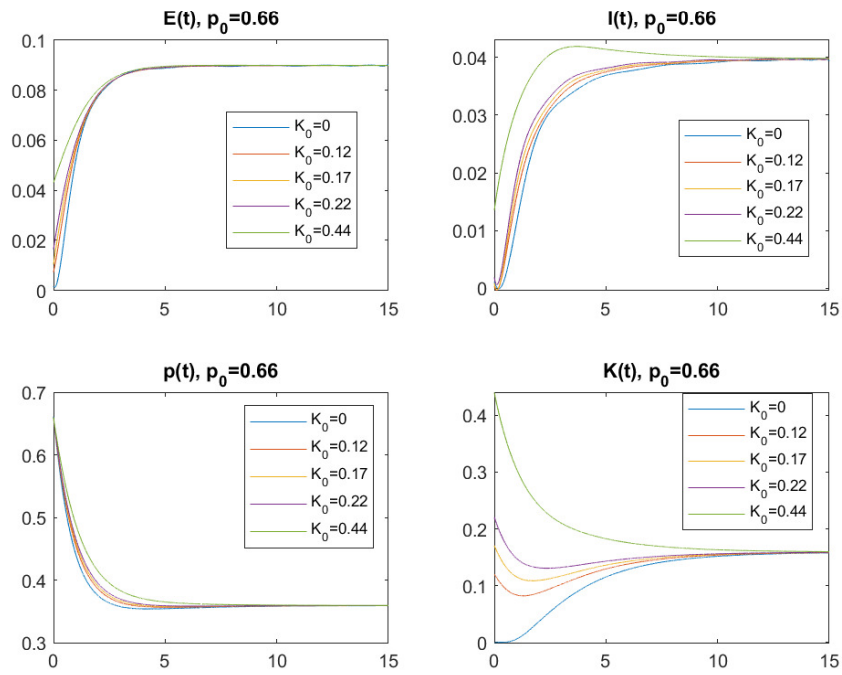 E(t), p0=0.66
0.1
0.08
0.06
0.04
0.02
0
0
5
10
15
K0=0
K0=0.12
K0=0.17
K0=0.22
K0=0.44
I(t), p0=0.66
0.04
0.03
0.02
0.01
0
0
5
10
15
K0=0
K0=0.12
K0=0.17
K0=0.22
K0=0.44
p(t), p0=0.66
0.7
0.6
0.5
0.4
0.3
0
5
10
15
K0=0
K0=0.12
K0=0.17
K0=0.22
K0=0.44
K(t), p0=0.66
0.4
0.3
0.2
0.1
0
0
5
10
15
K0=0
K0=0.12
K0=0.17
K0=0.22
K0=0.44